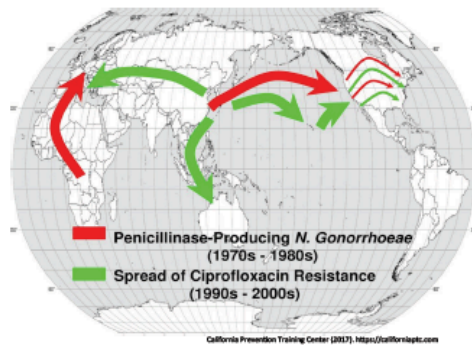 Penicillinase-Producing N. Gonorrhoeae
(1970s - 1980s)
Spread of Ciprofloxacin Resistance
(1990s - 2000s)
California Prevention Training Center (2017). https://californiaptc.com